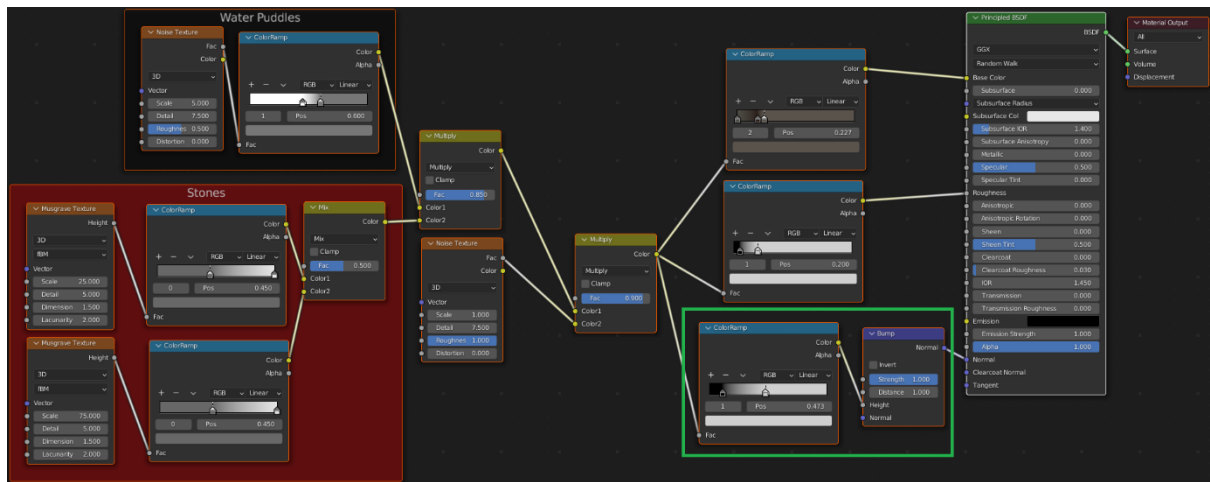 Water Puddles
Noise Texture
Fac
Color
3D
Vector
Scale 5.000
Detail 7.500
Roughnes 0.500
Distortion 0.000
ColorRamp
Color
Alpha
+ − RGB Linear
1 Pos 0.600
Fac
Stones
Musgrave Texture
Height
3D
fBM
Vector
Scale 25.000
Detail 5.000
Dimension 1.500
Lacunarity 2.000
ColorRamp
Color
Alpha
+ − RGB Linear
0 Pos 0.450
Fac
Musgrave Texture
Height
3D
fBM
Vector
Scale 75.000
Detail 5.000
Dimension 1.500
Lacunarity 2.000
ColorRamp
Color
Alpha
+ − RGB Linear
0 Pos 0.450
Fac
Mix
Color
Mix
Clamp
Fac 0.500
Color1
Color2
Multiply
Color
Multiply
Clamp
Fac 0.850
Color1
Color2
Noise Texture
Fac
Color
3D
Vector
Scale 1.000
Detail 7.500
Roughnes 1.000
Distortion 0.000
Multiply
Color
Multiply
Clamp
Fac 0.900
Color1
Color2
ColorRamp
Color
Alpha
+ − RGB Linear
2 Pos 0.227
Fac
ColorRamp
Color
Alpha
+ − RGB Linear
1 Pos 0.200
Fac
ColorRamp
Color
Alpha
+ − RGB Linear
1 Pos 0.473
Fac
Bump
Normal
Invert
Strength 1.000
Distance 1.000
Height
Normal
Principled BSDF
BSDF
GGX
Random Walk
Base Color
Subsurface 0.000
Subsurface Radius
Subsurface Col
Subsurface IOR 1.400
Subsurface Anisotropy 0.000
Metallic 0.000
Specular 0.500
Specular Tint 0.000
Roughness
Anisotropic 0.000
Anisotropic Rotation 0.000
Sheen 0.000
Sheen Tint 0.500
Clearcoat 0.000
Clearcoat Roughness 0.030
IOR 1.450
Transmission 0.000
Transmission Roughness 0.000
Emission
Emission Strength 1.000
Alpha 1.000
Normal
Clearcoat Normal
Tangent
Material Output
All
Surface
Volume
Displacement